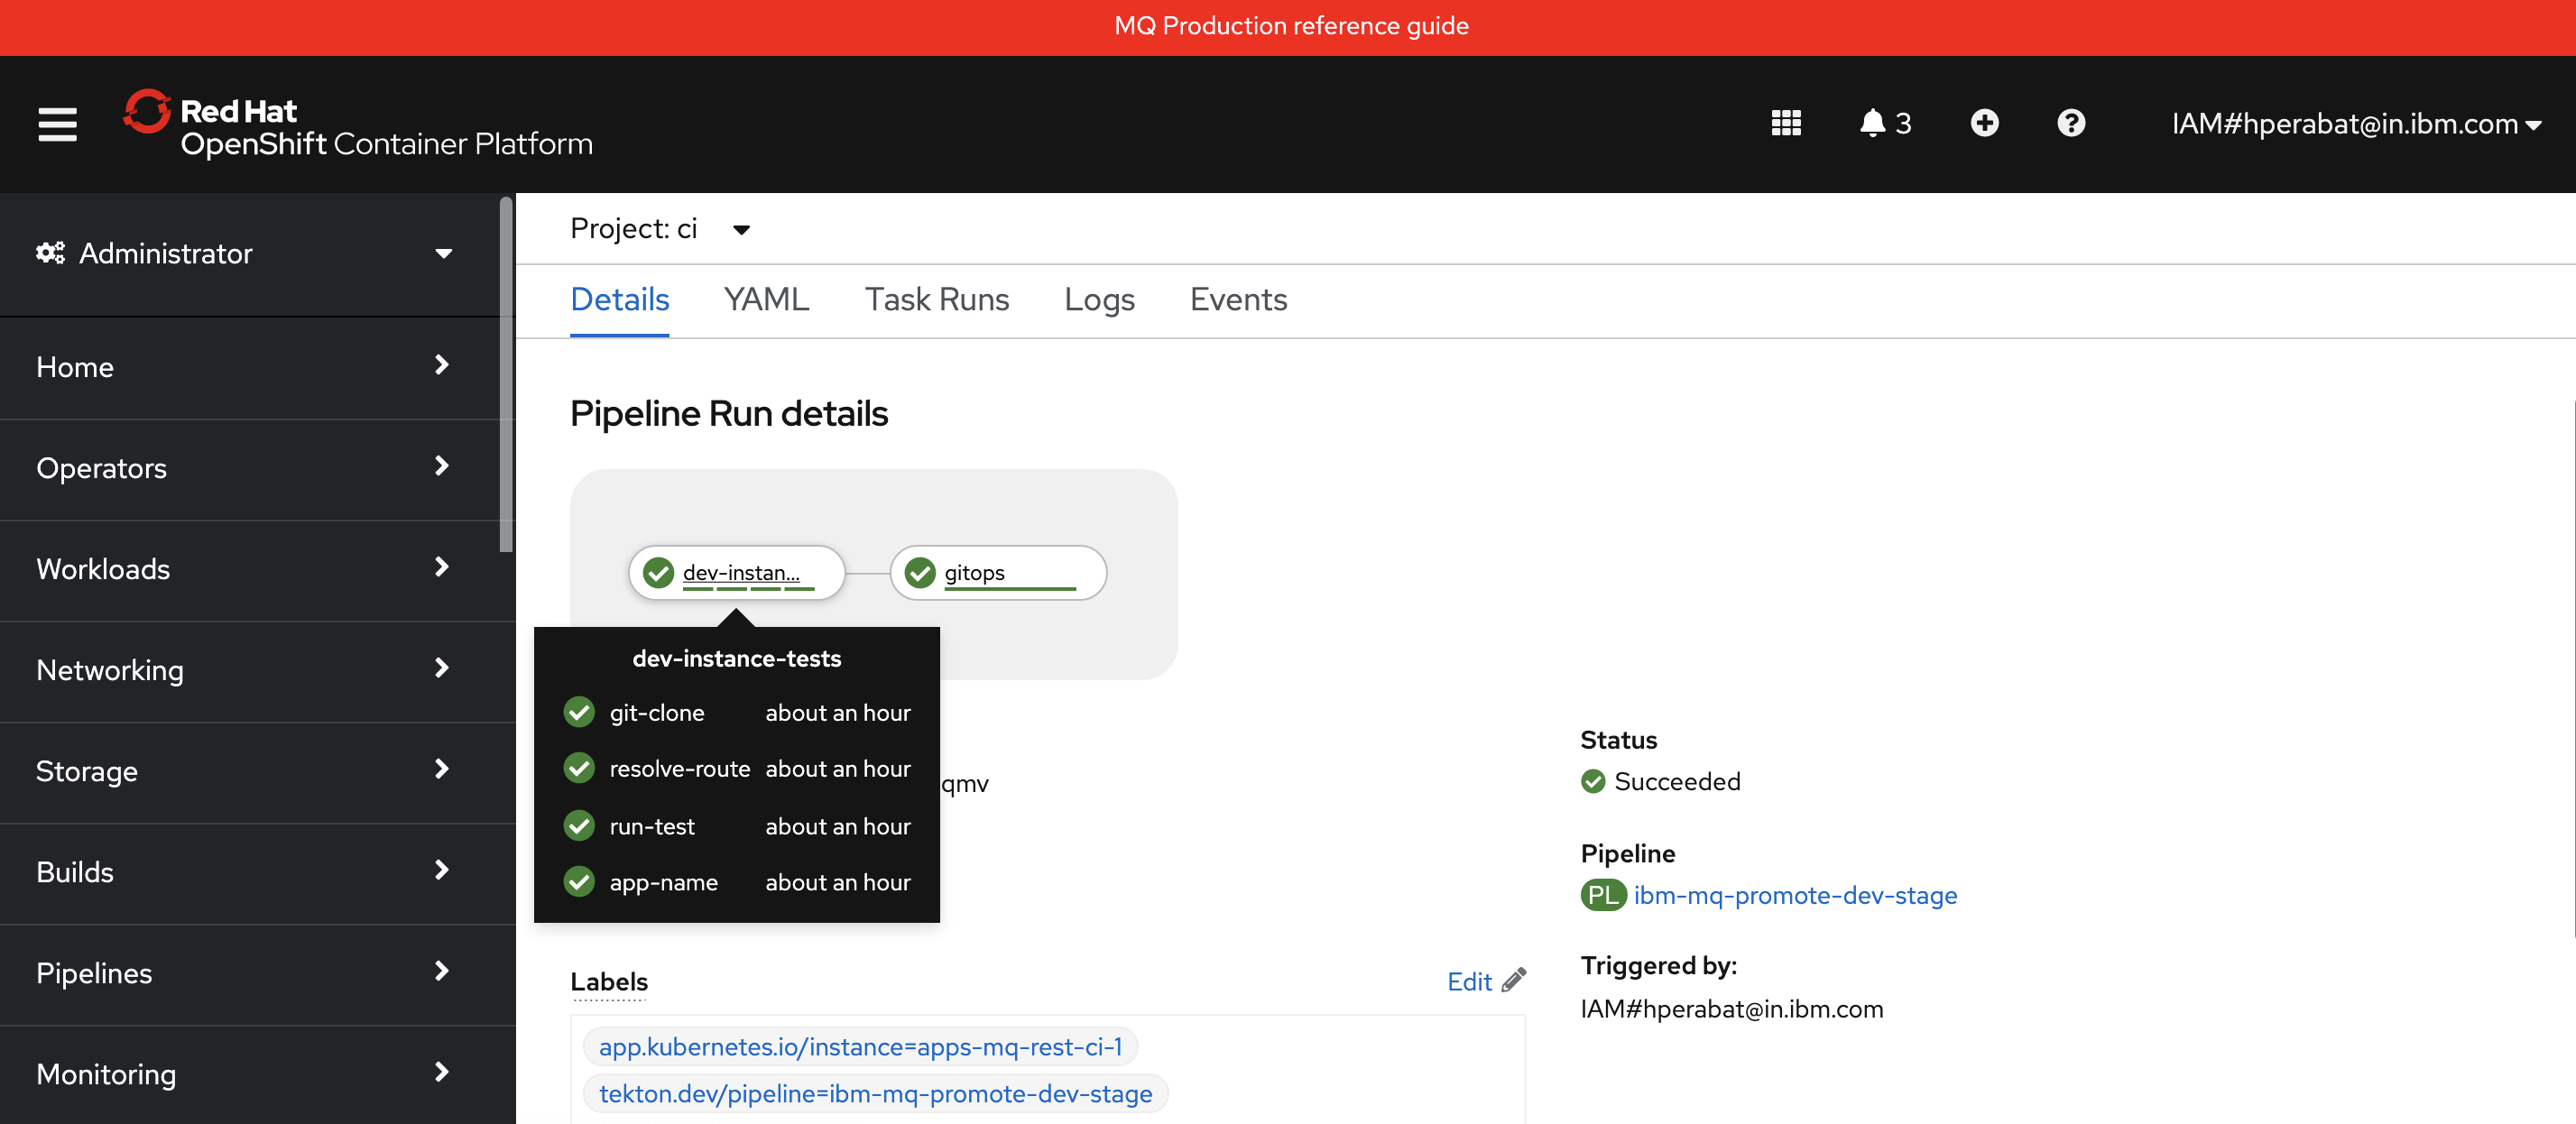 MQ Production reference guide
Red Hat
OpenShift Container Platform
3
IAM#hperabat@in.ibm.com
Administrator
Home
Operators
Workloads
Networking
Storage
Builds
Pipelines
Monitoring
Project: ci
Details YAML Task Runs Logs Events
Pipeline Run details
dev-instan... gitops
dev-instance-tests
git-clone about an hour
resolve-route about an hour
run-test about an hour
app-name about an hour
qmv
Labels
Edit
app.kubernetes.io/instance=apps-mq-rest-ci-1
tekton.dev/pipeline=ibm-mq-promote-dev-stage
Status
Succeeded
Pipeline
PL ibm-mq-promote-dev-stage
Triggered by:
IAM#hperabat@in.ibm.com